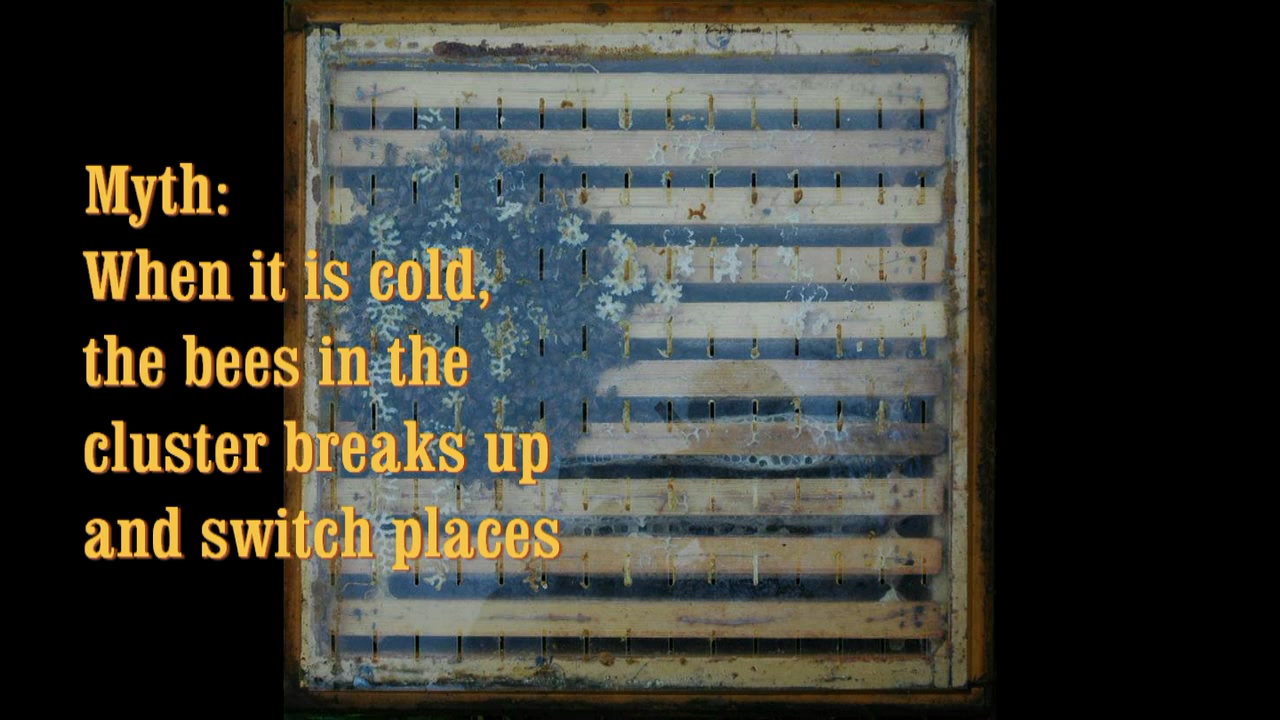 Myth:
When it is cold,
the bees in the
cluster breaks up
and switch places